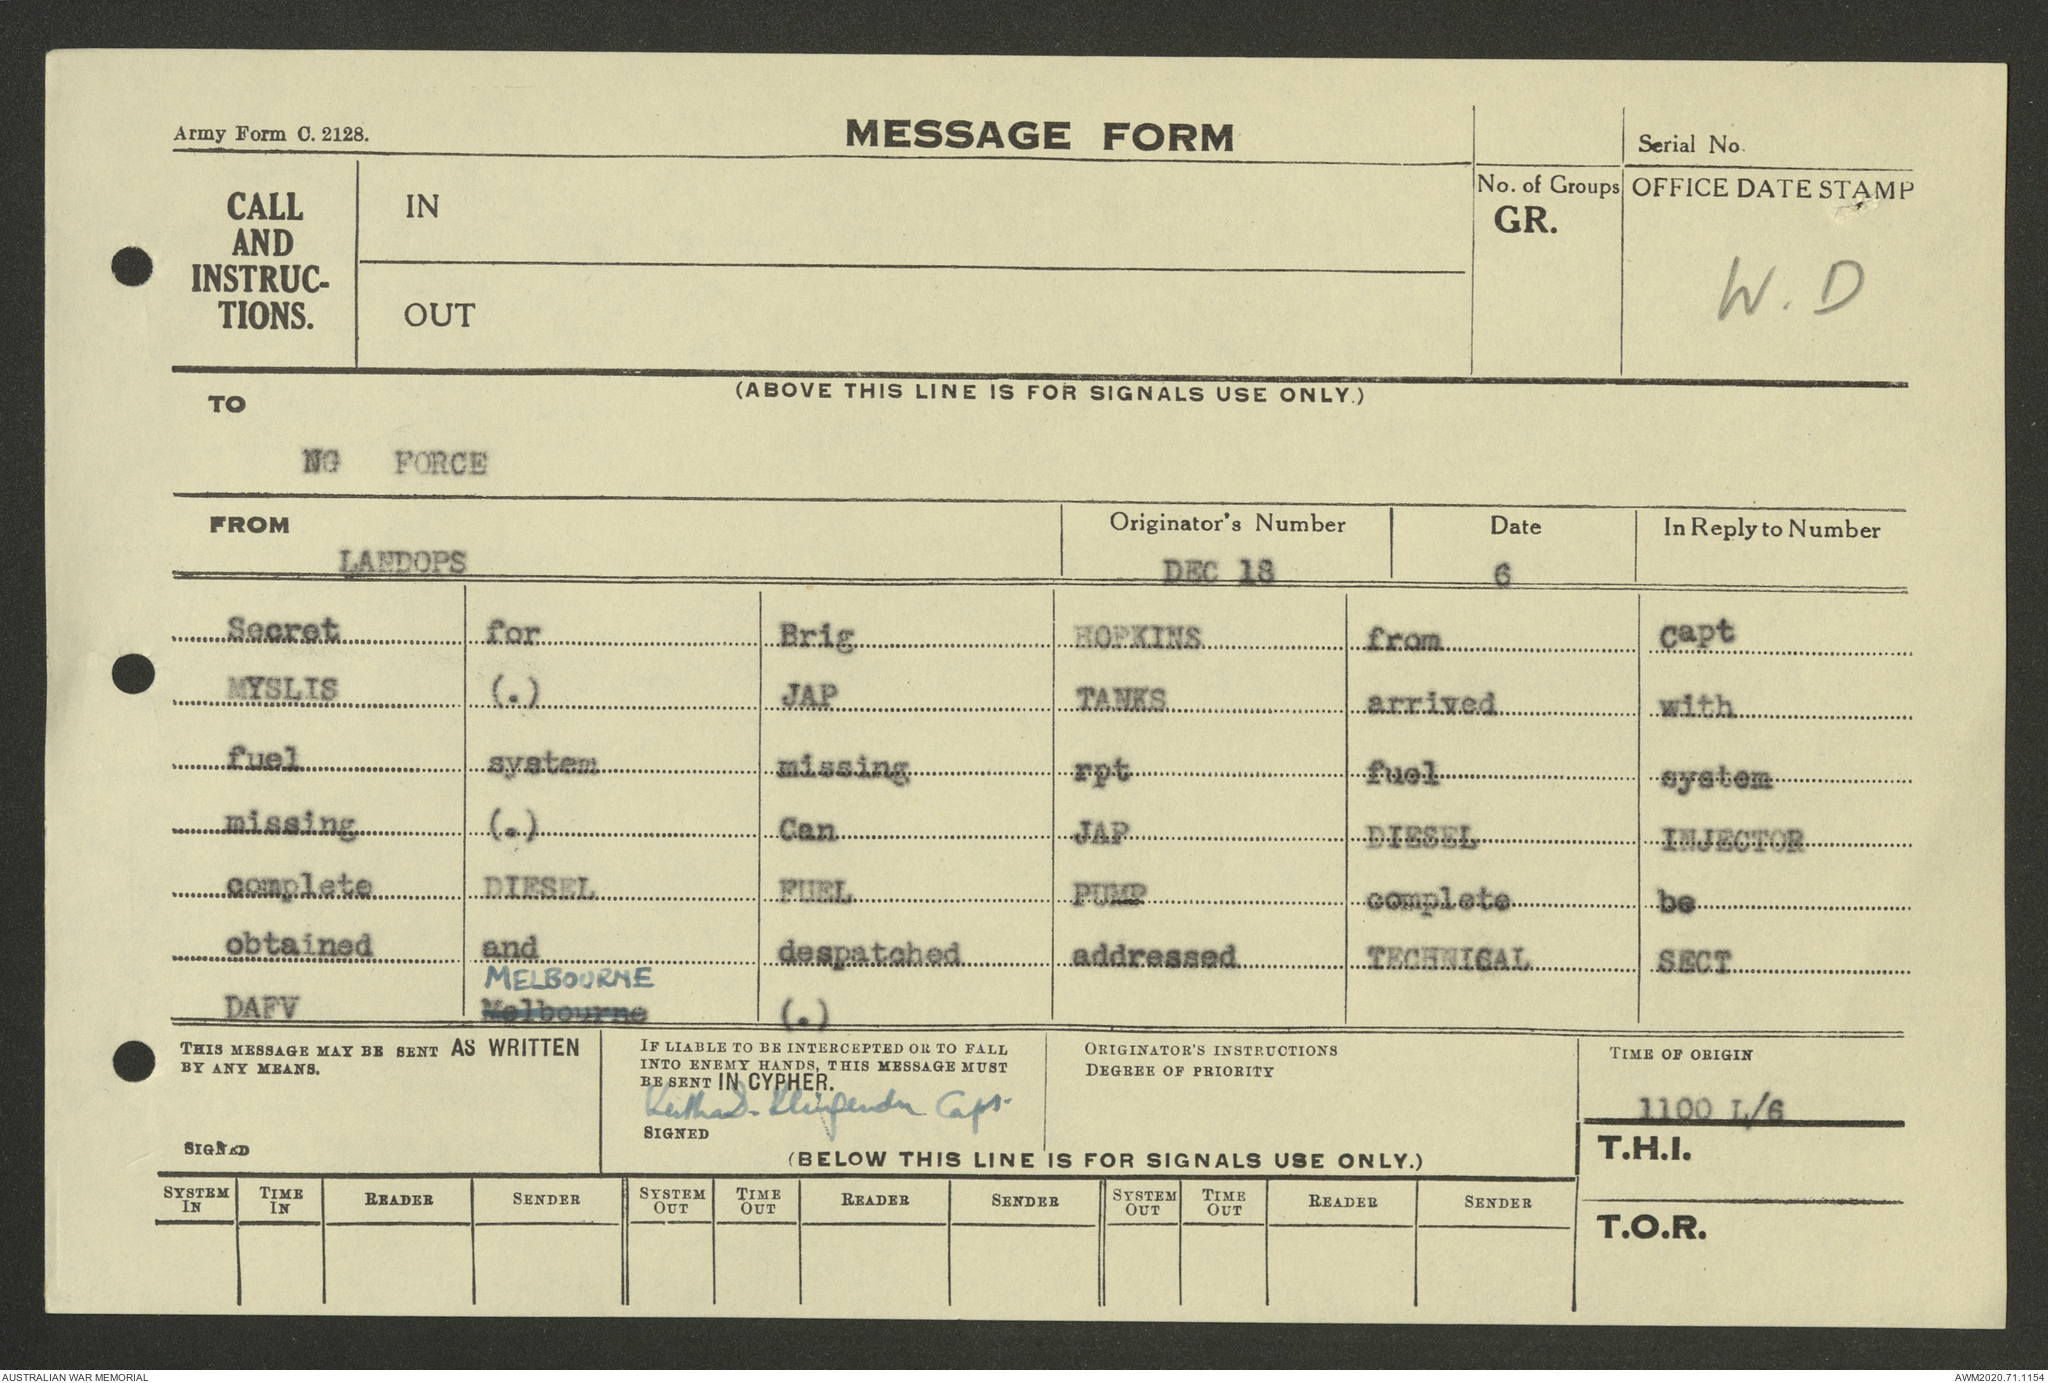 Army Form C. 2128.
MESSAGE FORM
Serial No.
CALL
AND
INSTRUC-
TIONS.
IN
OUT
No. of Groups
GR.
OFFICE DATE STAMP
W. D
(ABOVE THIS LINE IS FOR SIGNALS USE ONLY.)
TO
NG FORCE
FROM
LANDOPS
Originator's Number
DEC 18
Date
6
In Reply to Number
Secret for Brig HOPKINS from Capt
MYSLIS (.) JAP TANKS arrived with
fuel system missing rpt fuel system
missing (.) Can JAP DIESEL INJECTOR
complete DIESEL FUEL PUMP complete be
obtained and despatched addressed TECHNICAL SECT
MELBOURNE
DAFV Melbourne (.)
THIS MESSAGE MAY BE SENT AS WRITTEN
BY ANY MEANS.
SIGNED
IF LIABLE TO BE INTERCEPTED OR TO FALL
INTO ENEMY HANDS, THIS MESSAGE MUST
BE SENT IN CYPHER.
Capt
SIGNED
ORIGINATOR'S INSTRUCTIONS
DEGREE OF PRIORITY
TIME OF ORIGIN
1100 L/6
T.H.I.
T.O.R.
(BELOW THIS LINE IS FOR SIGNALS USE ONLY.)
SYSTEM IN TIME IN READER SENDER SYSTEM OUT TIME OUT READER SENDER SYSTEM OUT TIME OUT READER SENDER
AUSTRALIAN WAR MEMORIAL
AWM2020.71.1154